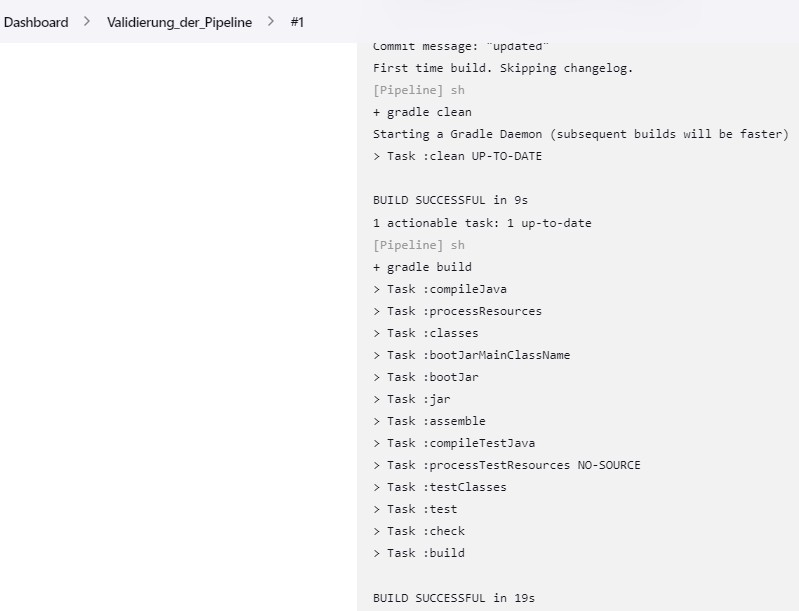 Dashboard > Validierung_der_Pipeline > #1
Commit message: "updated"
First time build. Skipping changelog.
[Pipeline] sh
+ gradle clean
Starting a Gradle Daemon (subsequent builds will be faster)
> Task :clean UP-TO-DATE
BUILD SUCCESSFUL in 9s
1 actionable task: 1 up-to-date
[Pipeline] sh
+ gradle build
> Task :compileJava
> Task :processResources
> Task :classes
> Task :bootJarMainClassName
> Task :bootJar
> Task :jar
> Task :assemble
> Task :compileTestJava
> Task :processTestResources NO-SOURCE
> Task :testClasses
> Task :test
> Task :check
> Task :build
BUILD SUCCESSFUL in 19s